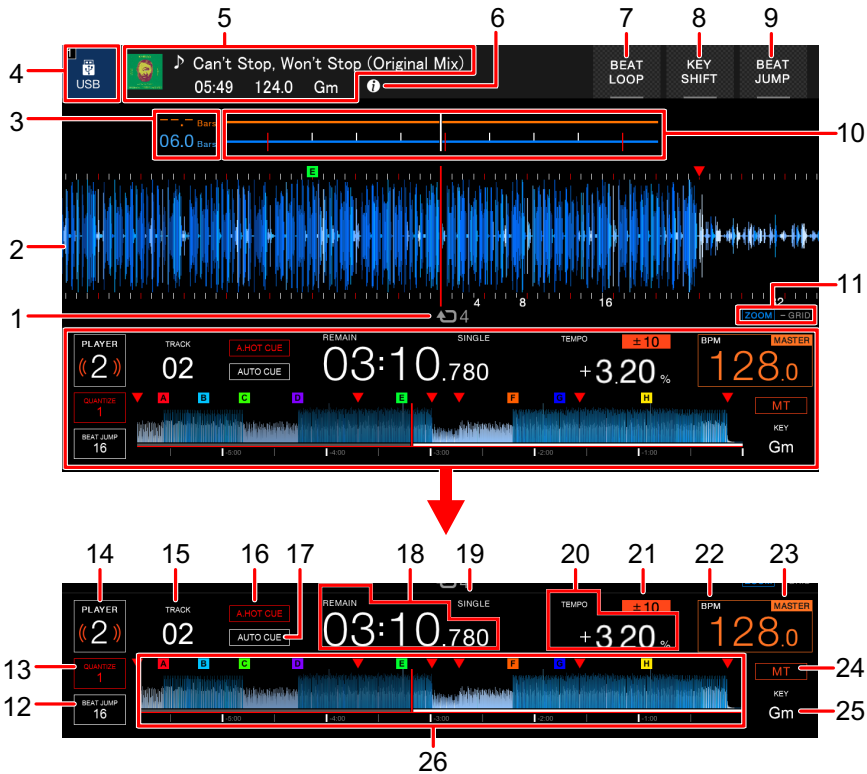 5 6 7 8 9
4 1 USB
♪ Can't Stop, Won't Stop (Original Mix)
05:49 124.0 Gm i
BEAT LOOP
KEY SHIFT
BEAT JUMP
3 --.- Bars
06.0 Bars
10
E
2
11
4 8 16 32
1 4
ZOOM - GRID
PLAYER
2
TRACK
02
A.HOT CUE
AUTO CUE
REMAIN SINGLE
03:10.780
TEMPO ±10
+3.20 %
BPM MASTER
128.0
QUANTIZE
1
BEAT JUMP
16
A B C D E F G H
-5:00 -4:00 -3:00 -2:00 -1:00
MT
KEY
Gm
14 15 16 17 18 19 20 21 22 23
4
ZOOM - GRID
PLAYER
2
TRACK
02
A.HOT CUE
AUTO CUE
REMAIN SINGLE
03:10.780
TEMPO ±10
+3.20 %
BPM MASTER
128.0
13 QUANTIZE
1
12 BEAT JUMP
16
A B C D E F G H
-5:00 -4:00 -3:00 -2:00 -1:00
MT 24
KEY
Gm 25
26